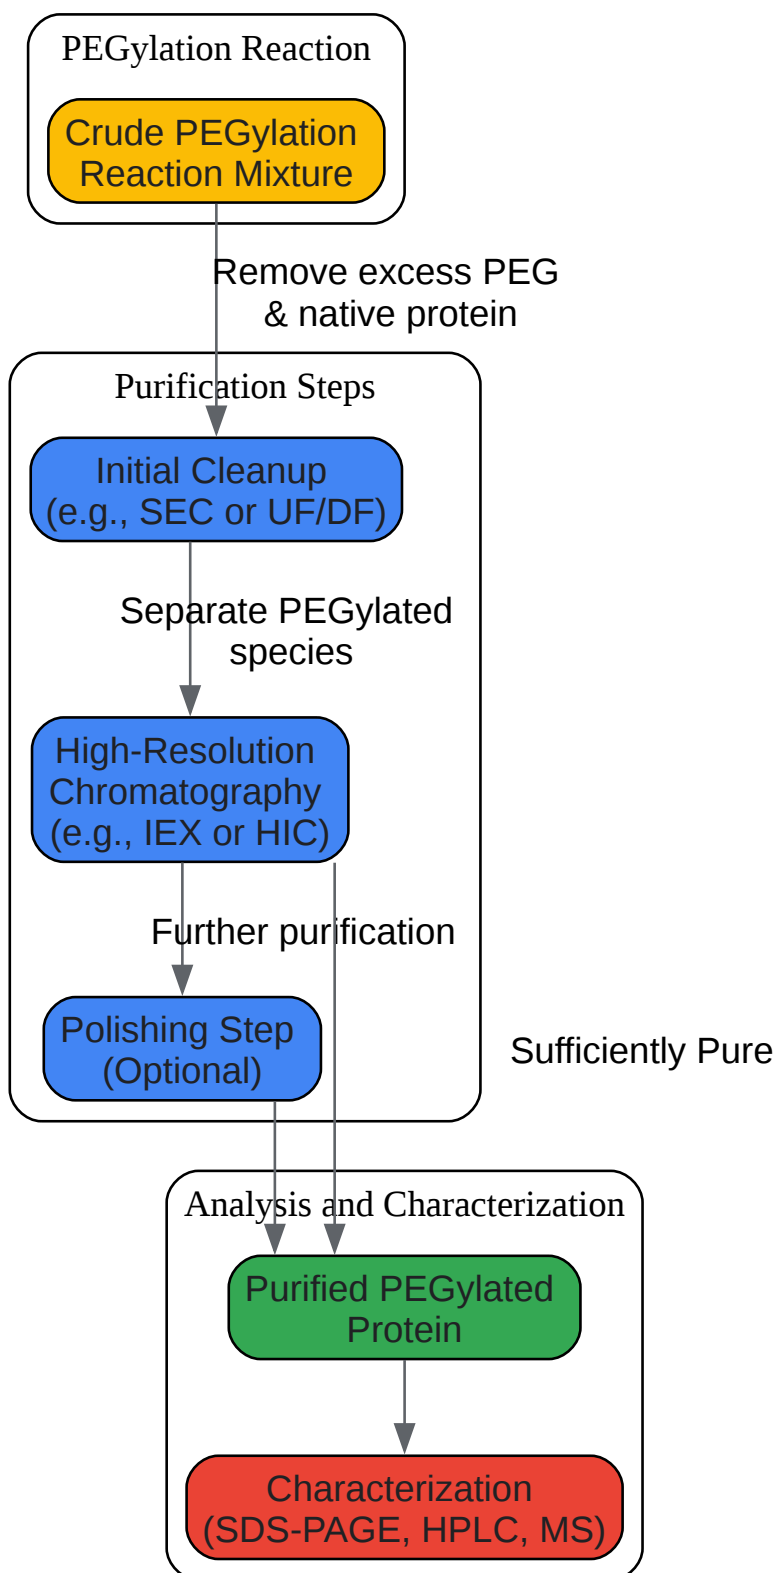 PEGylation Reaction
Crude PEGylation
Reaction Mixture
Remove excess PEG
& native protein
Purification Steps
Initial Cleanup
(e.g., SEC or UF/DF)
Separate PEGylated
species
High-Resolution
Chromatography
(e.g., IEX or HIC)
Further purification
Polishing Step
(Optional)
Sufficiently Pure
Analysis and Characterization
Purified PEGylated
Protein
Characterization
(SDS-PAGE, HPLC, MS)